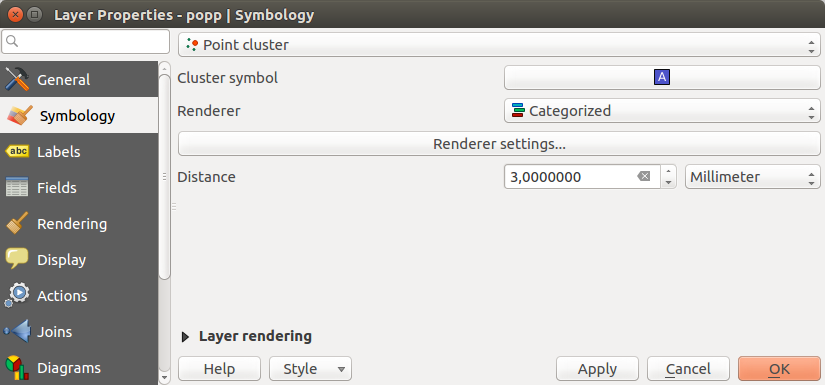 Layer Properties - popp | Symbology
Point cluster
General
Cluster symbol
A
Symbology
Renderer
Categorized
abc
Labels
Renderer settings...
Fields
Distance
3,0000000
Millimeter
Rendering
Display
Actions
Joins
Layer rendering
Diagrams
Help
Style
Apply
Cancel
OK